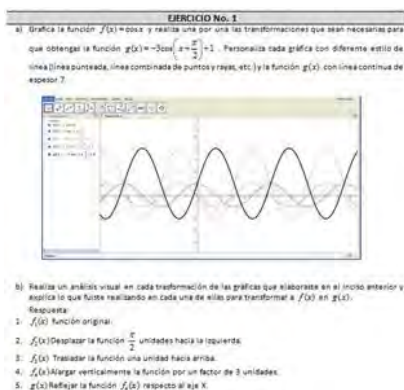 EJERCICIO No. 1
a) Grafica la función f(x)=cos x y realiza una por una las transformaciones que sean necesarias para
que obtengas la función g(x)=-3cos(x+π/2)+1 . Personaliza cada gráfica con diferente estilo de
línea (línea punteada, línea combinada de puntos y rayas, etc.) y la función g(x) con línea continua de
espesor 7.
b) Realiza un análisis visual en cada trasformación de las gráficas que elaboraste en el inciso anterior y
explica lo que fuiste realizando en cada una de ellas para transformar a f(x) en g(x).
Respuesta:
1. f₁(x) función original.
2. f₂(x) Desplazar la función π/2 unidades hacia la izquierda.
3. f₃(x) Trasladar la función una unidad hacia arriba.
4. f₄(x) Alargar verticalmente la función por un factor de 3 unidades.
5. g(x) Reflejar la función f₄(x) respecto al eje X.